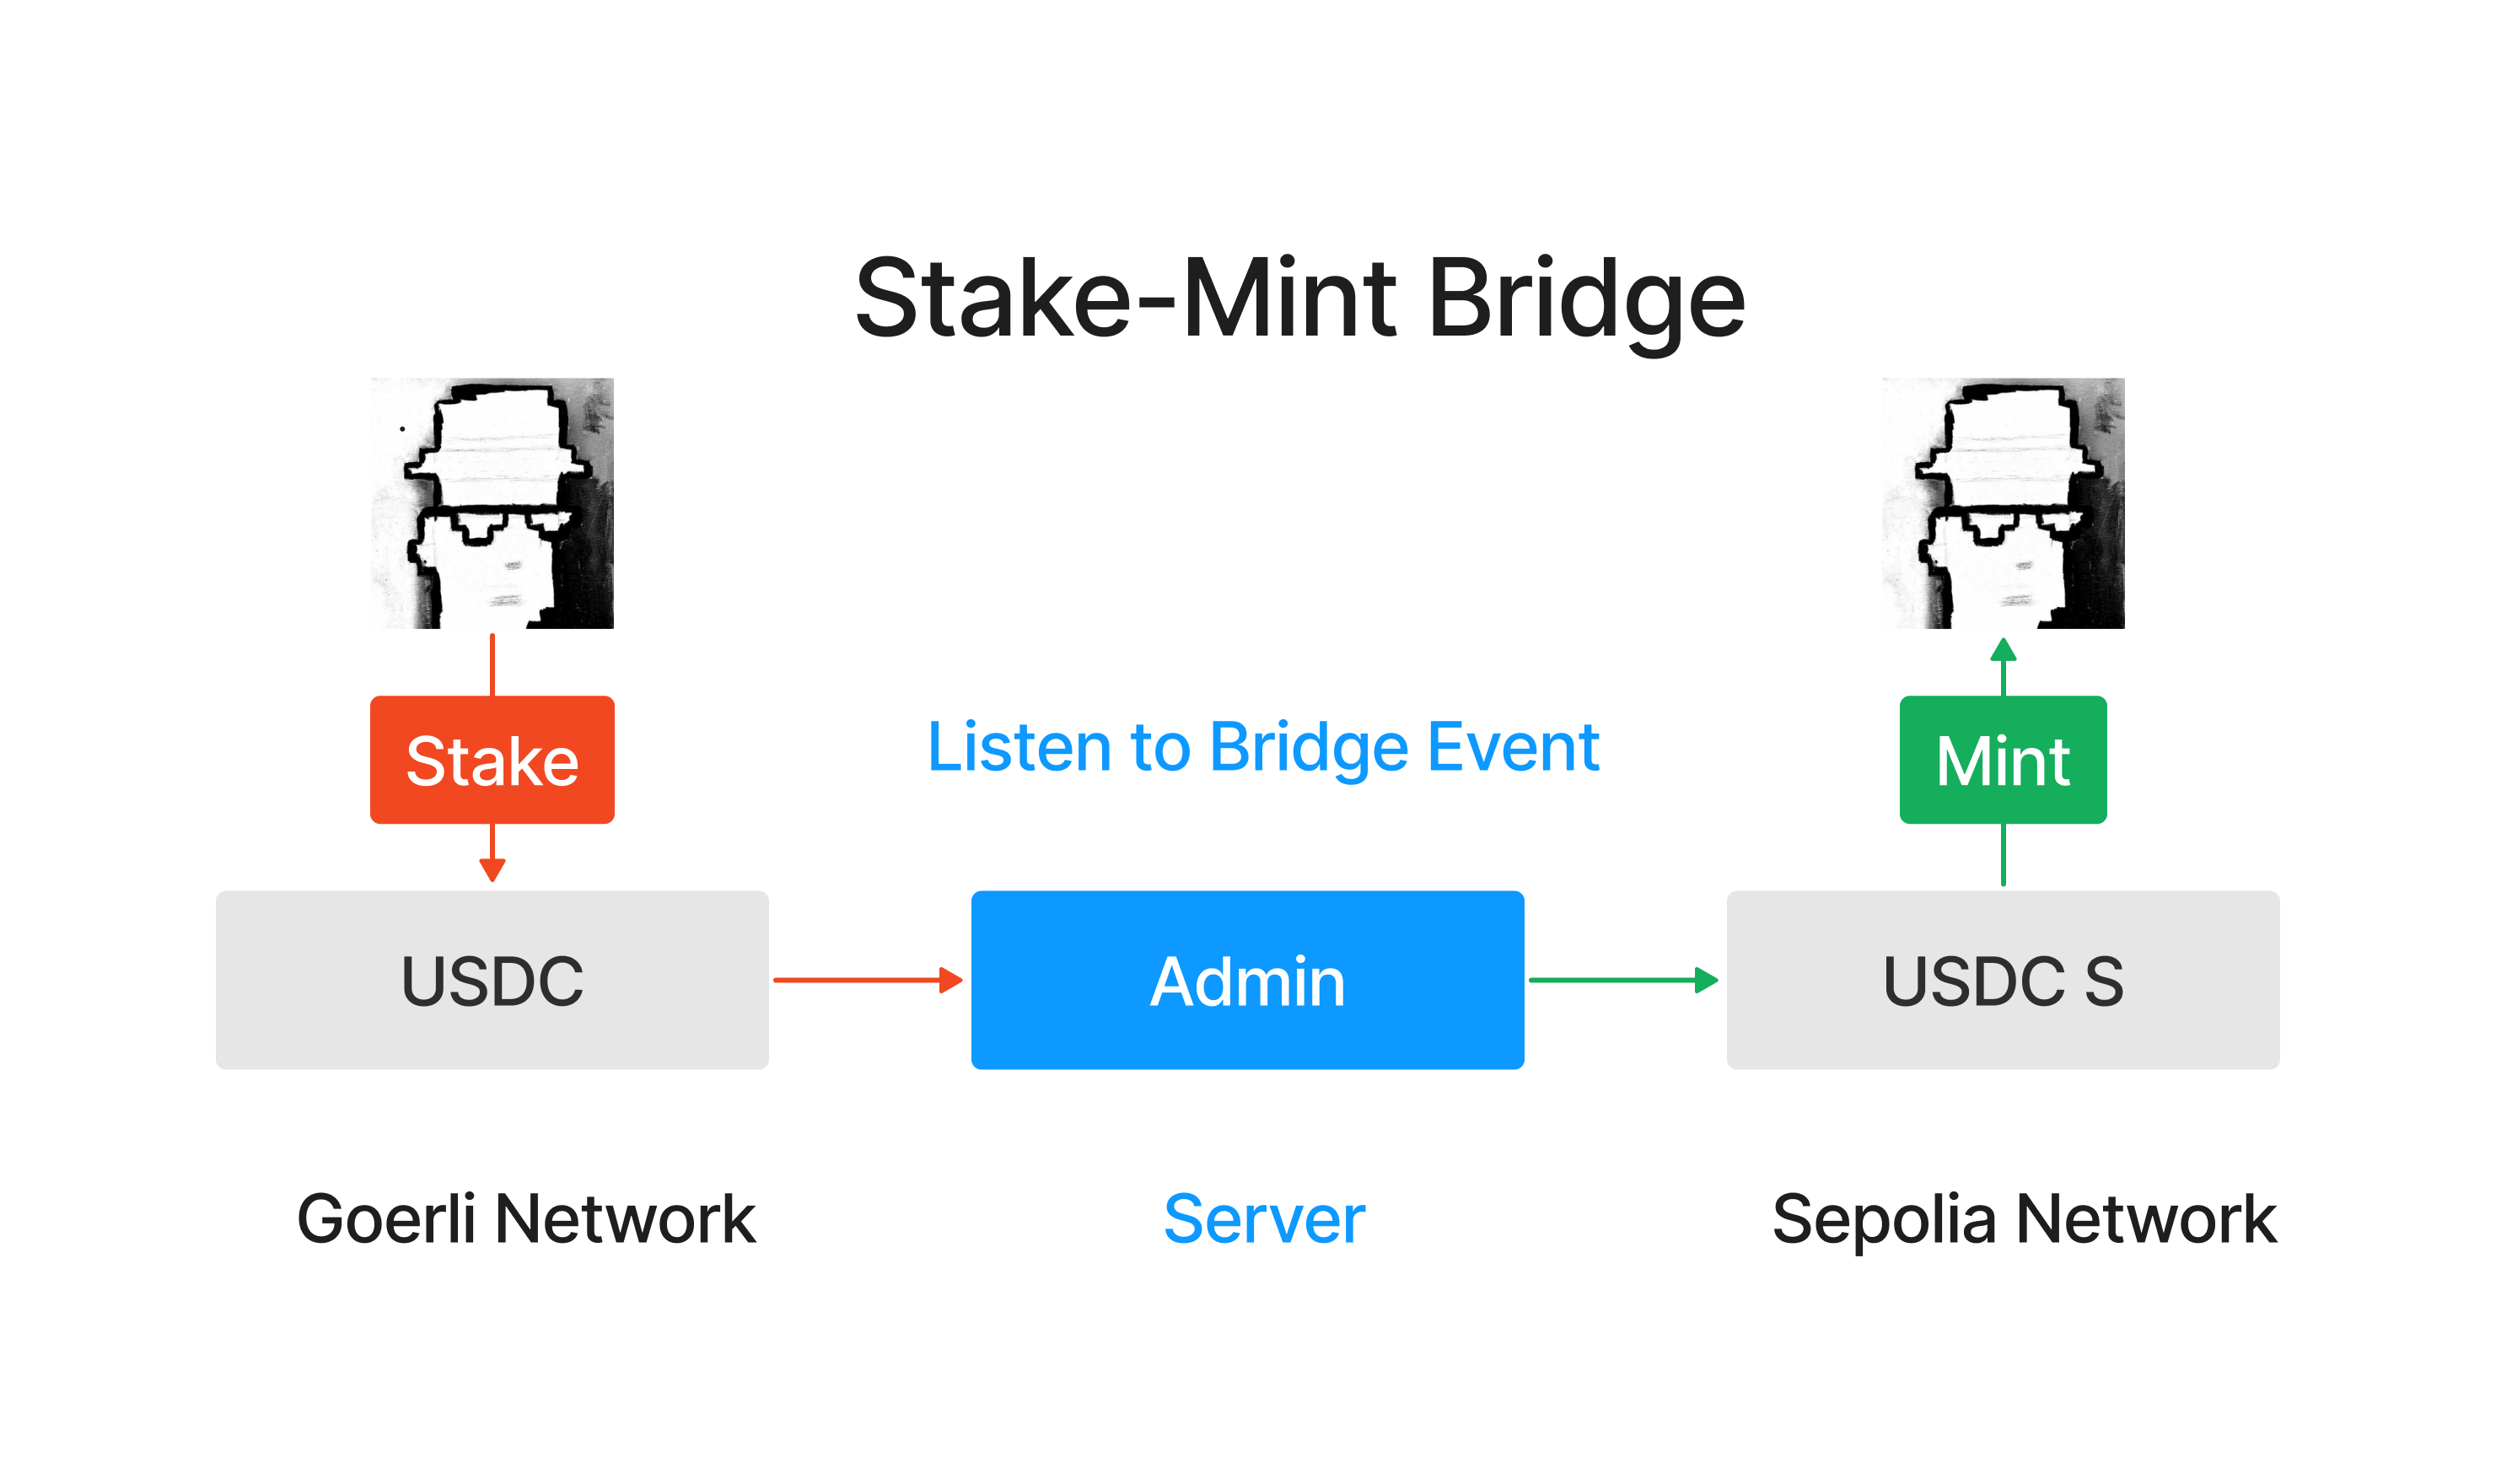 Stake-Mint Bridge
Stake
Listen to Bridge Event
Mint
USDC
Admin
USDC S
Goerli Network
Server
Sepolia Network